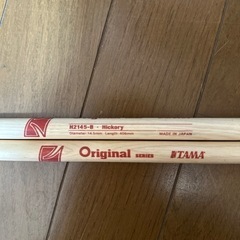 H2145-B - Hickory
Diameter 14.5mm · Length 406mm
MADE IN JAPAN
Original SERIES TAMA